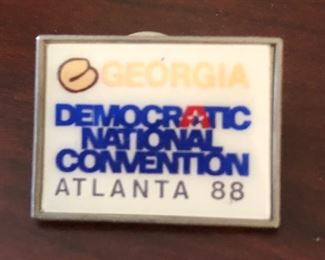 GEORGIA
DEMOCRATIC
NATIONAL
CONVENTION
ATLANTA 88